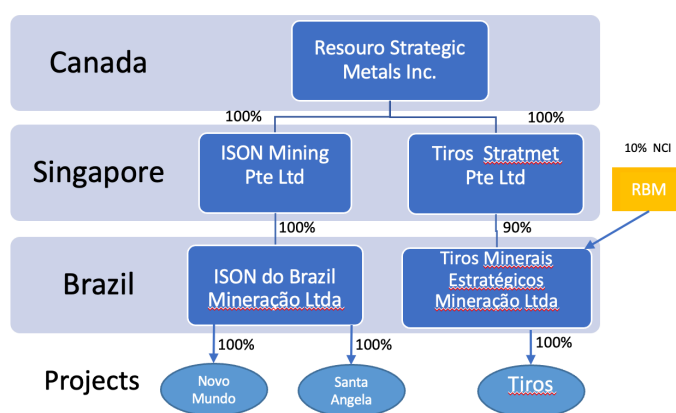 Canada
Resouro Strategic
Metals Inc.
100%
100%
Singapore
ISON Mining
Pte Ltd
Tiros Stratmet
Pte Ltd
10% NCI
RBM
100%
90%
Brazil
ISON do Brazil
Mineração Ltda
Tiros Minerais
Estratégicos
Mineração Ltda
100%
100%
100%
Projects
Novo
Mundo
Santa
Angela
Tiros